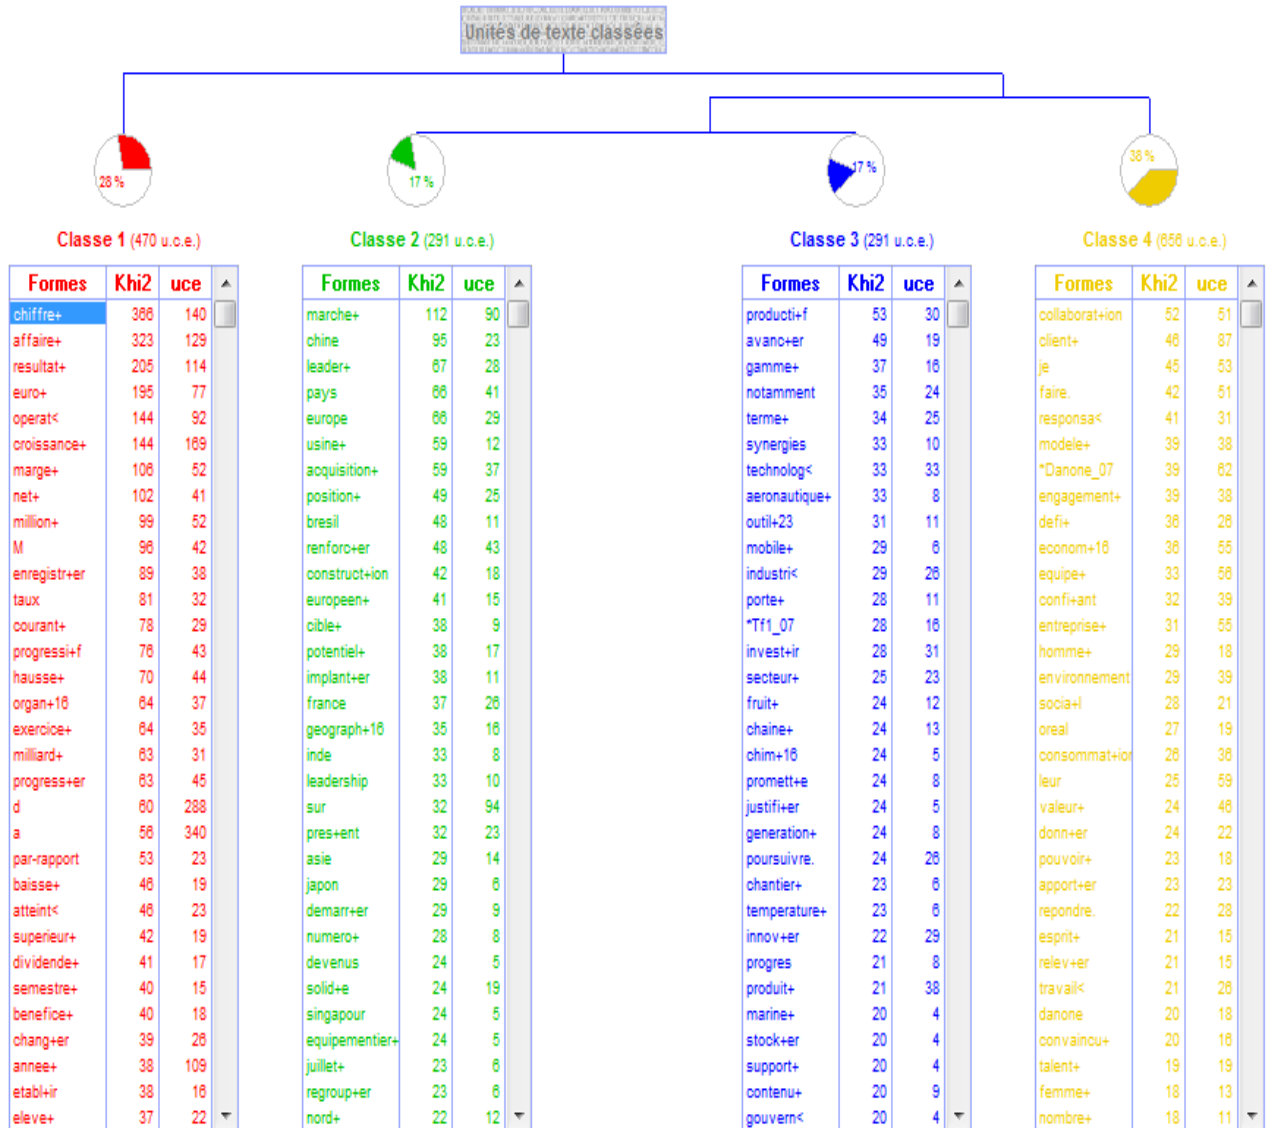 Unités de texte classées
28 % 17 % 17 % 38 %
Classe 1 (470 u.c.e.) Classe 2 (291 u.c.e.) Classe 3 (291 u.c.e.) Classe 4 (656 u.c.e.)
Formes Khi2 uce Formes Khi2 uce Formes Khi2 uce Formes Khi2 uce
chiffre+ 366 140 marche+ 112 90 producti+f 53 30 collaborat+ion 52 51
affaire+ 323 129 chine 95 23 avanc+er 49 19 client+ 46 87
resultat+ 205 114 leader+ 67 28 gamme+ 37 16 je 45 53
euro+ 195 77 pays 66 41 notamment 35 24 faire. 42 51
operat< 144 92 europe 66 29 terme+ 34 25 responsa< 41 31
croissance+ 144 169 usine+ 59 12 synergies 33 10 modele+ 39 38
marge+ 106 52 acquisition+ 59 37 technolog< 33 33 *Danone_07 39 62
net+ 102 41 position+ 49 25 aeronautique+ 33 8 engagement+ 39 38
million+ 99 52 bresil 48 11 outil+23 31 11 defi+ 36 26
M 96 42 renforc+er 48 43 mobile+ 29 6 econom+16 36 55
enregistr+er 89 38 construct+ion 42 18 industri< 29 26 equipe+ 33 56
taux 81 32 europeen+ 41 15 porte+ 28 11 confi+ant 32 39
courant+ 78 29 cible+ 38 9 *Tf1_07 28 16 entreprise+ 31 55
progressi+f 76 43 potentiel+ 38 17 invest+ir 28 31 homme+ 29 18
hausse+ 70 44 implant+er 38 11 secteur+ 25 23 environnement 29 39
organ+16 64 37 france 37 26 fruit+ 24 12 socia+l 28 21
exercice+ 64 35 geograph+16 35 16 chaine+ 24 13 oreal 27 19
milliard+ 63 31 inde 33 8 chim+16 24 5 consommat+ion 26 36
progress+er 63 45 leadership 33 10 promett+e 24 8 leur 25 59
d 60 288 sur 32 94 justifi+er 24 5 valeur+ 24 46
a 56 340 pres+ent 32 23 generation+ 24 8 donn+er 24 22
par-rapport 53 23 asie 29 14 poursuivre. 24 26 pouvoir+ 23 18
baisse+ 46 19 japon 29 6 chantier+ 23 6 apport+er 23 23
atteint< 46 23 demarr+er 29 9 temperature+ 23 6 repondre. 22 28
superieur+ 42 19 numero+ 28 8 innov+er 22 29 esprit+ 21 15
dividende+ 41 17 devenus 24 5 progres 21 8 relev+er 21 15
semestre+ 40 15 solid+e 24 19 produit+ 21 38 travail< 21 26
benefice+ 40 18 singapour 24 5 marine+ 20 4 danone 20 18
chang+er 39 26 equipementier+ 24 5 stock+er 20 4 convaincu+ 20 16
annee+ 38 109 juillet+ 23 6 support+ 20 4 talent+ 19 19
etabl+ir 38 16 regroup+er 23 6 contenu+ 20 9 femme+ 18 13
eleve+ 37 22 nord+ 22 12 gouvern< 20 4 nombre+ 18 11